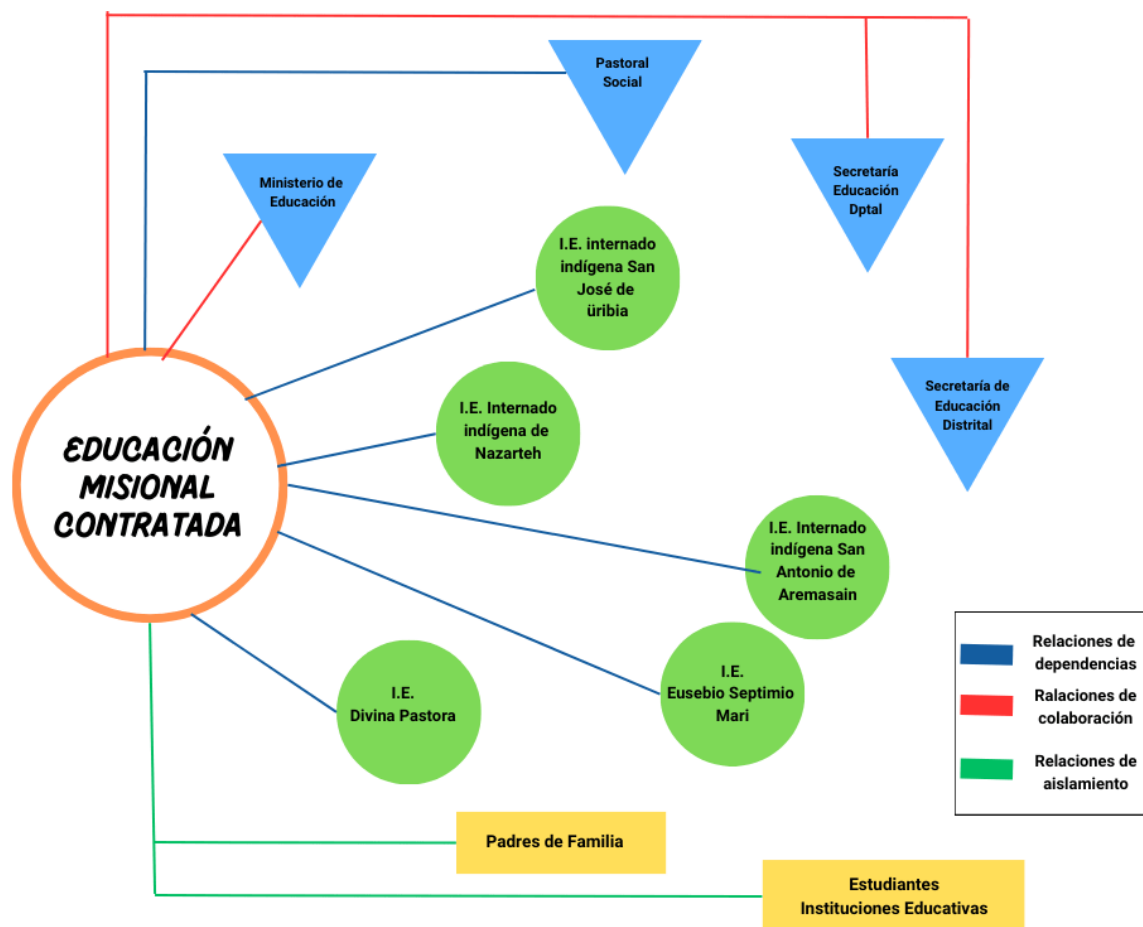 Pastoral
Social
Ministerio de
Educación
Secretaría
Educación
Dptal
I.E. internado
indígena San
José de
üribia
Secretaría de
Educación
Distrital
I.E. Internado
indígena de
Nazarteh
EDUCACIÓN
MISIONAL
CONTRATADA
I.E. Internado
indígena San
Antonio de
Aremasain
I.E.
Eusebio Septimio
Mari
I.E.
Divina Pastora
Relaciones de
dependencias
Ralaciones de
colaboración
Relaciones de
aislamiento
Padres de Familia
Estudiantes
Instituciones Educativas